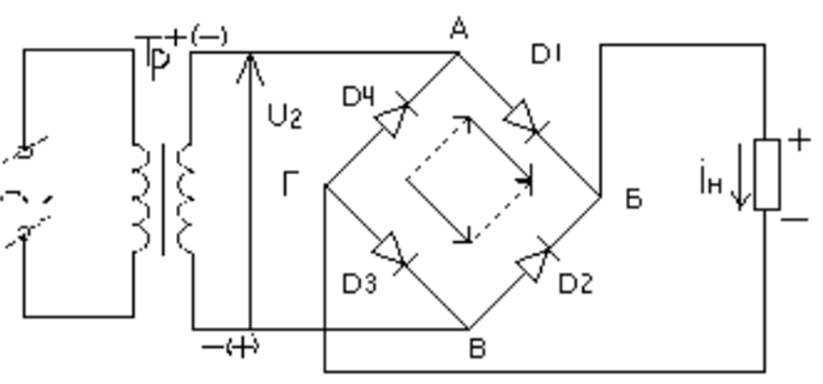 Тр
+(-)
А
D1
D4
U2
Г
Б
iн
+
-
D3
D2
-(+)
В